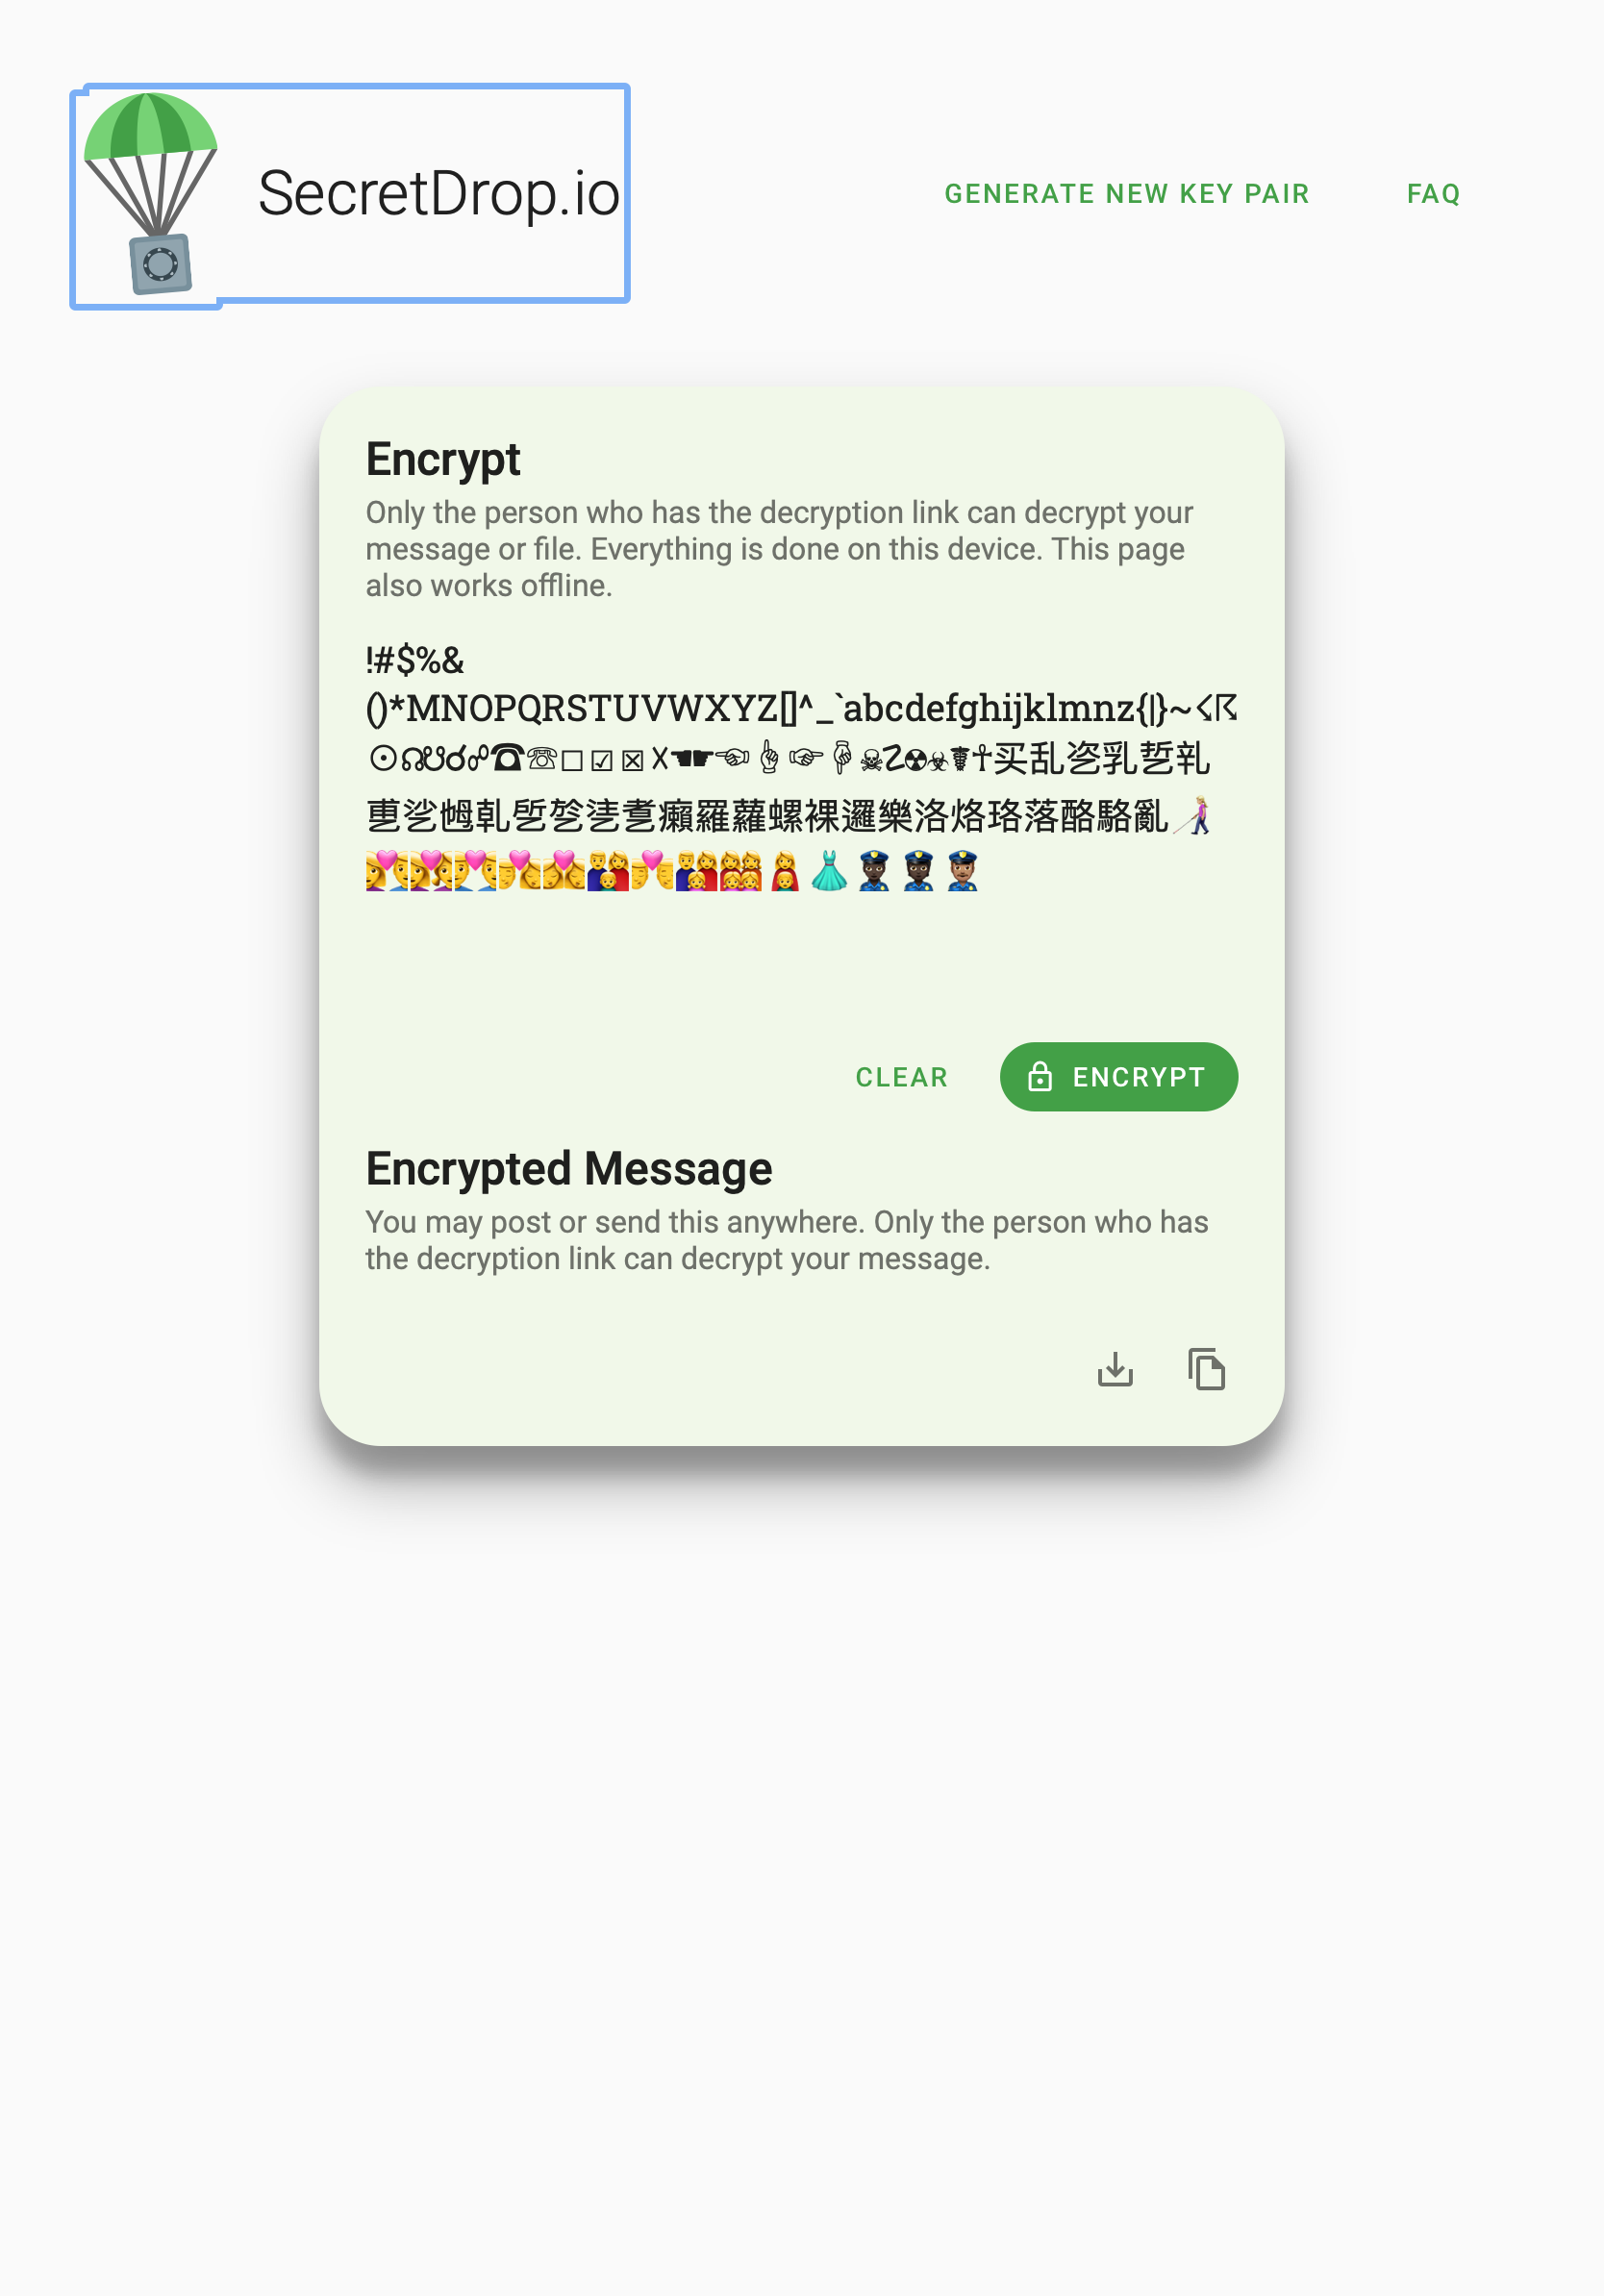 SecretDrop.io
GENERATE NEW KEY PAIR
FAQ
Encrypt
Only the person who has the decryption link can decrypt your
message or file. Everything is done on this device. This page
also works offline.
!#$%&
()*MNOPQRSTUVWXYZ[]^_`abcdefghijklmnz{|}~☇☈
☉☊☋☌☍☎☏☐☑☒☓☚☛☜☝☞☟☠☡☢☣☤☥买乱乲乳乴乵
乶乷乸乹乺乻乼乽癩羅蘿螺裸邏樂洛烙珞落酪駱亂
CLEAR
ENCRYPT
Encrypted Message
You may post or send this anywhere. Only the person who has
the decryption link can decrypt your message.